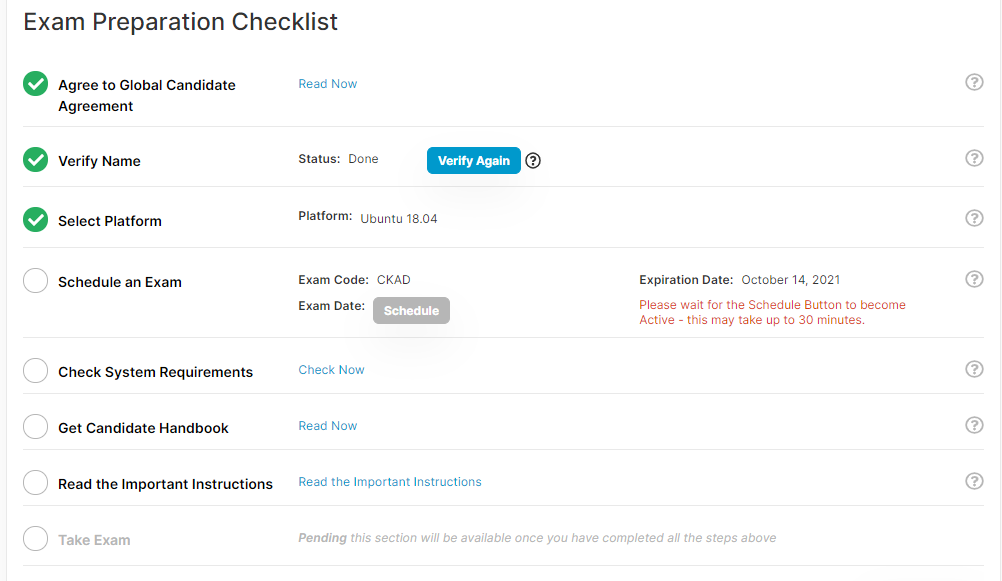 Exam Preparation Checklist
Agree to Global Candidate
Agreement
Read Now
Verify Name
Status: Done
Verify Again
Select Platform
Platform: Ubuntu 18.04
Schedule an Exam
Exam Code: CKAD
Exam Date: Schedule
Expiration Date: October 14, 2021
Please wait for the Schedule Button to become
Active - this may take up to 30 minutes.
Check System Requirements
Check Now
Get Candidate Handbook
Read Now
Read the Important Instructions
Read the Important Instructions
Take Exam
Pending this section will be available once you have completed all the steps above